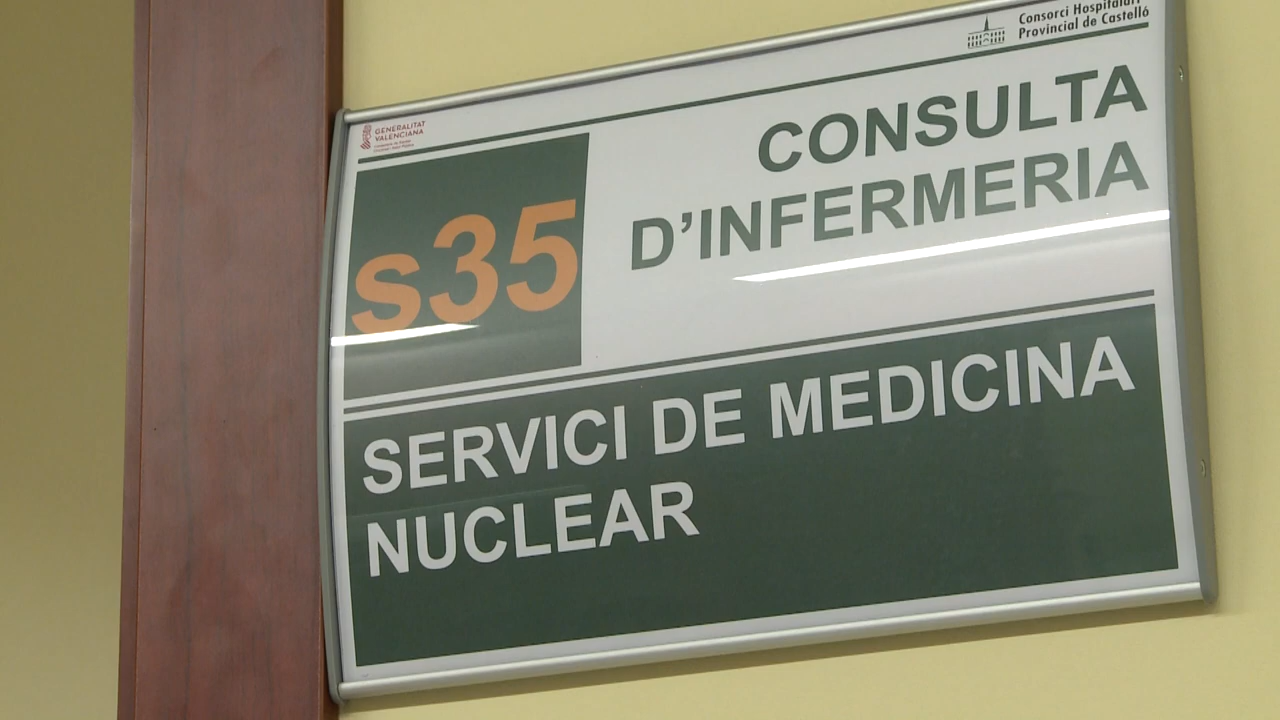 Consorci Hospitalari
Provincial de Castelló
GENERALITAT
VALENCIANA
s35
CONSULTA
D'INFERMERIA
SERVICI DE MEDICINA
NUCLEAR